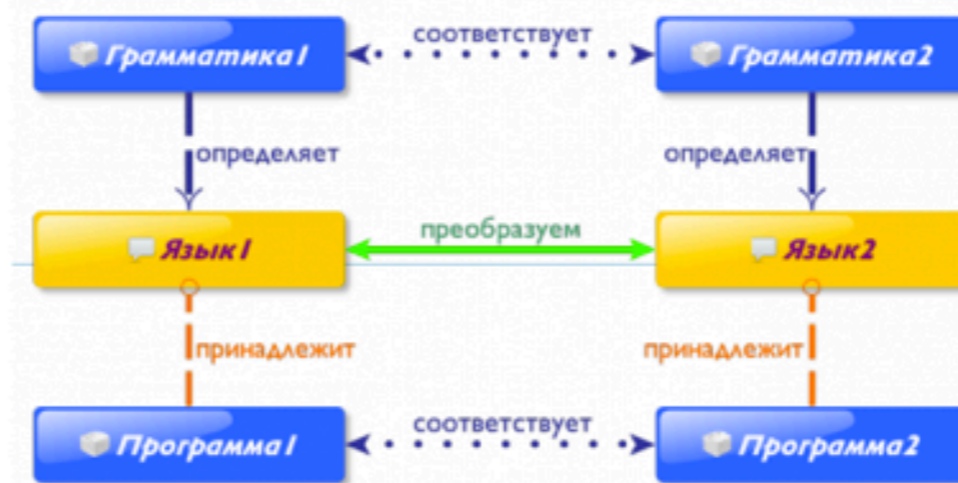 соответствует
Грамматика1
Грамматика2
определяет
определяет
преобразуем
Язык1
Язык2
принадлежит
принадлежит
соответствует
Программа1
Программа2